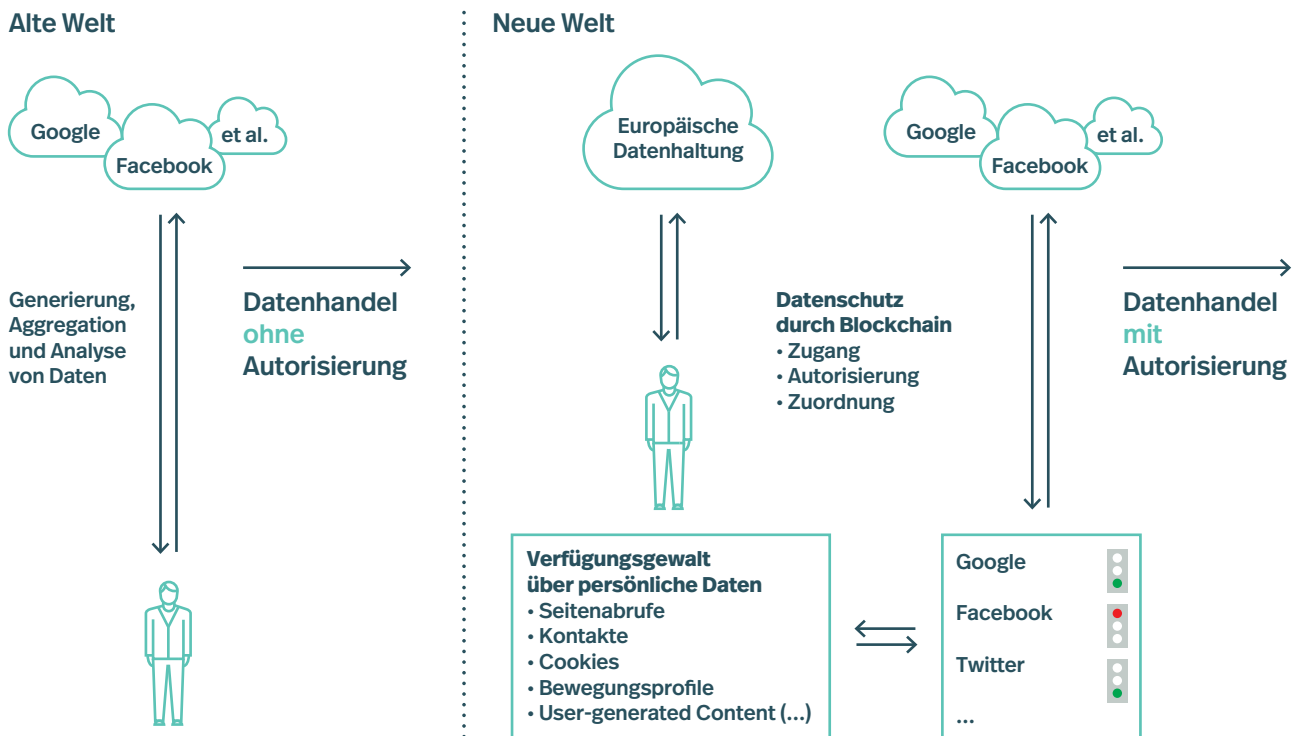 Alte Welt
Google
et al.
Facebook
Generierung,
Aggregation
und Analyse
von Daten
Datenhandel
ohne
Autorisierung
Neue Welt
Europäische
Datenhaltung
Google
et al.
Facebook
Datenschutz
durch Blockchain
• Zugang
• Autorisierung
• Zuordnung
Datenhandel
mit
Autorisierung
Verfügungsgewalt
über persönliche Daten
• Seitenabrufe
• Kontakte
• Cookies
• Bewegungsprofile
• User-generated Content (...)
Google
Facebook
Twitter
...